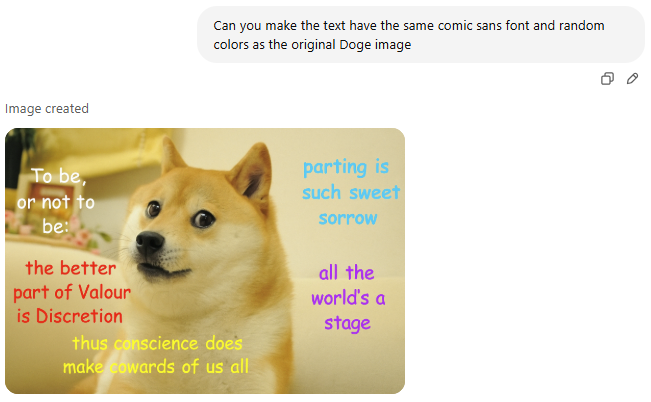 Can you make the text have the same comic sans font and random
colors as the original Doge image
Image created
To be,
or not to
be:
parting is
such sweet
sorrow
the better
part of Valour
is Discretion
all the
world's a
stage
thus conscience does
make cowards of us all